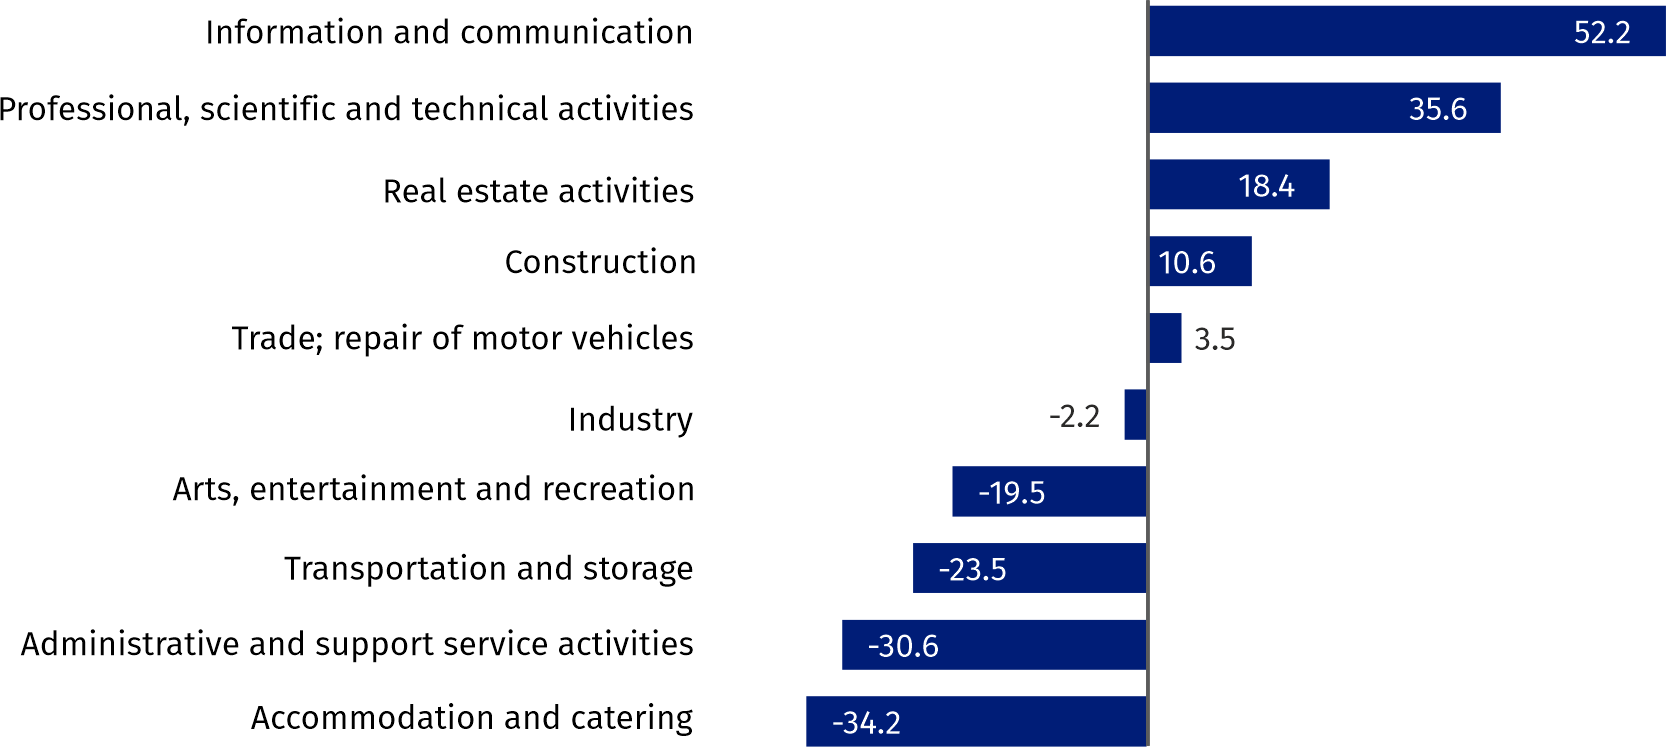 Information and communication 52.2
Professional, scientific and technical activities 35.6
Real estate activities 18.4
Construction 10.6
Trade; repair of motor vehicles 3.5
Industry -2.2
Arts, entertainment and recreation -19.5
Transportation and storage -23.5
Administrative and support service activities -30.6
Accommodation and catering -34.2